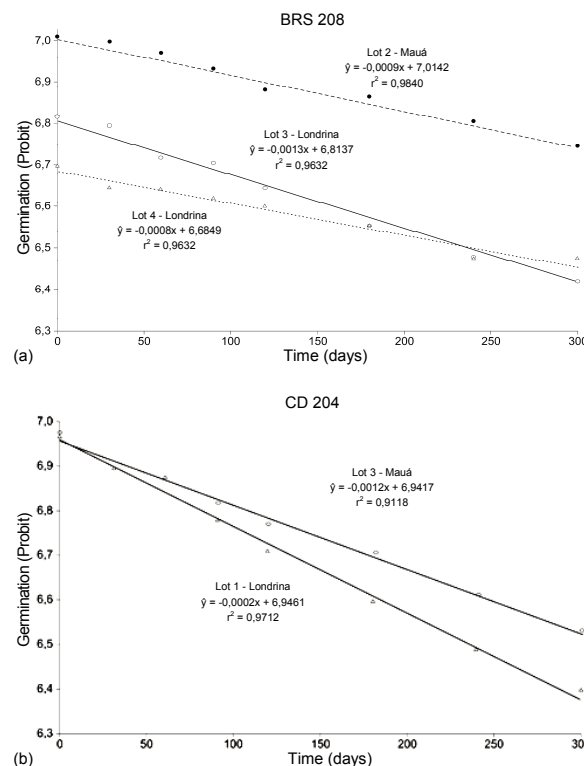 BRS 208
7,0
6,9
6,8
6,7
6,6
6,5
6,4
6,3
Germination (Probit)
Lot 2 - Mauá
ŷ = -0,0009x + 7,0142
r² = 0,9840
Lot 3 - Londrina
ŷ = -0,0013x + 6,8137
r² = 0,9632
Lot 4 - Londrina
ŷ = -0,0008x + 6,6849
r² = 0,9632
0 50 100 150 200 250 300
(a) Time (days)
CD 204
7,0
6,9
6,8
6,7
6,6
6,5
6,4
6,3
Germination (Probit)
Lot 3 - Mauá
ŷ = -0,0012x + 6,9417
r² = 0,9118
Lot 1 - Londrina
ŷ = -0,0002x + 6,9461
r² = 0,9712
0 50 100 150 200 250 300
(b) Time (days)